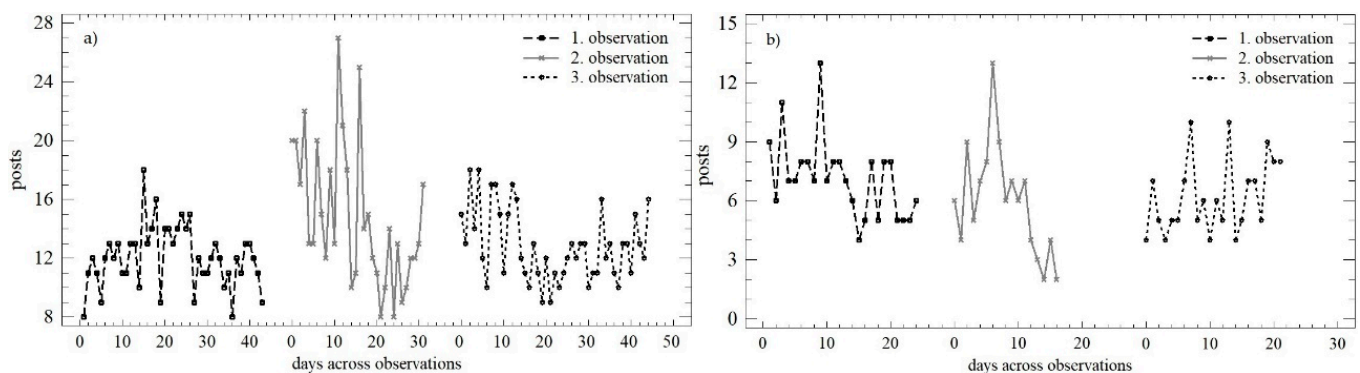 28
24
20
16
12
8
posts
a)
1. observation
2. observation
3. observation
0 10 20 30 40 0 10 20 30 0 10 20 30 40 50
days across observations
15
12
9
6
3
0
posts
b)
1. observation
2. observation
3. observation
0 10 20 0 10 20 0 10 20 30
days across observations